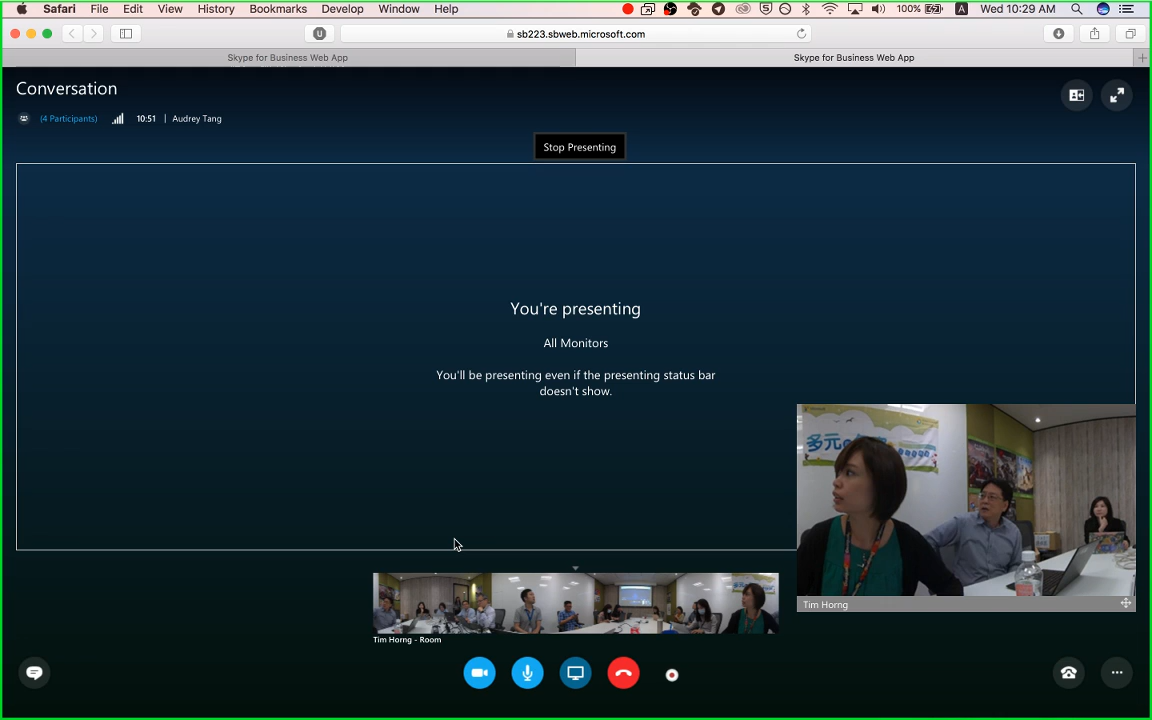 Safari File Edit View History Bookmarks Develop Window Help 100% A Wed 10:29 AM
U sb223.sbweb.microsoft.com
Skype for Business Web App Skype for Business Web App
Conversation
(4 Participants) 10:51 | Audrey Tang
Stop Presenting
You're presenting
All Monitors
You'll be presenting even if the presenting status bar
doesn't show.
多元
Tim Horng
Tim Horng - Room